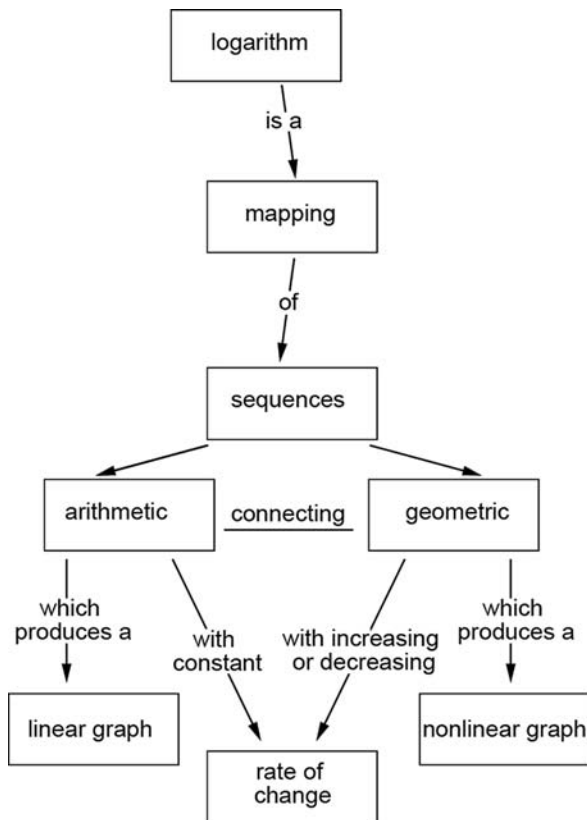 logarithm
is a
mapping
of
sequences
arithmetic
connecting
geometric
which
produces a
with
constant
with increasing
or decreasing
which
produces a
linear graph
rate of
change
nonlinear graph